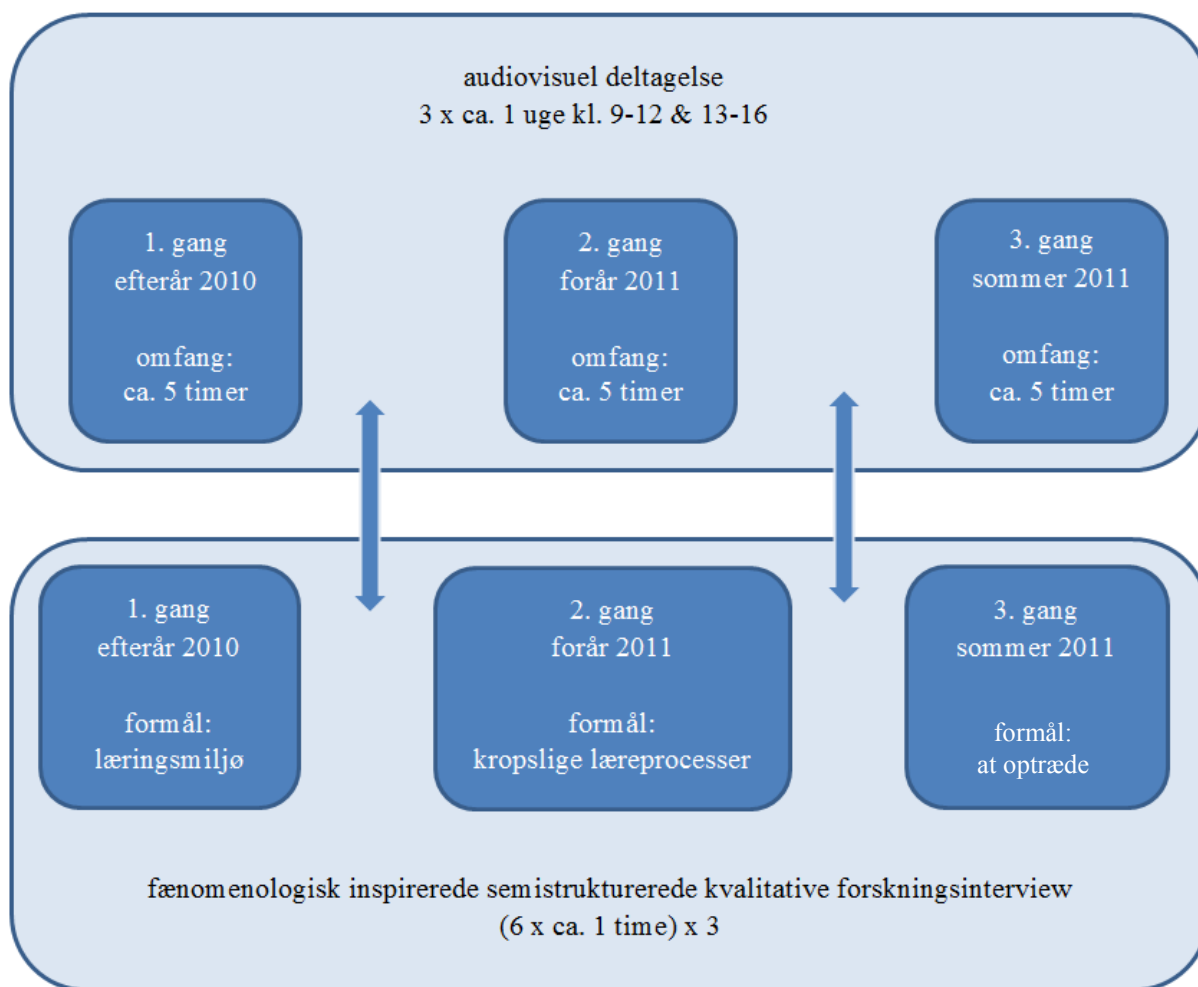 audiovisuel deltagelse
3 x ca. 1 uge kl. 9-12 & 13-16
1. gang
efterår 2010
omfang:
ca. 5 timer
2. gang
forår 2011
omfang:
ca. 5 timer
3. gang
sommer 2011
omfang:
ca. 5 timer
1. gang
efterår 2010
formål:
læringsmiljø
2. gang
forår 2011
formål:
kropslige læreprocesser
3. gang
sommer 2011
formål:
at optræde
fænomenologisk inspirerede semistrukturerede kvalitative forskningsinterview
(6 x ca. 1 time) x 3